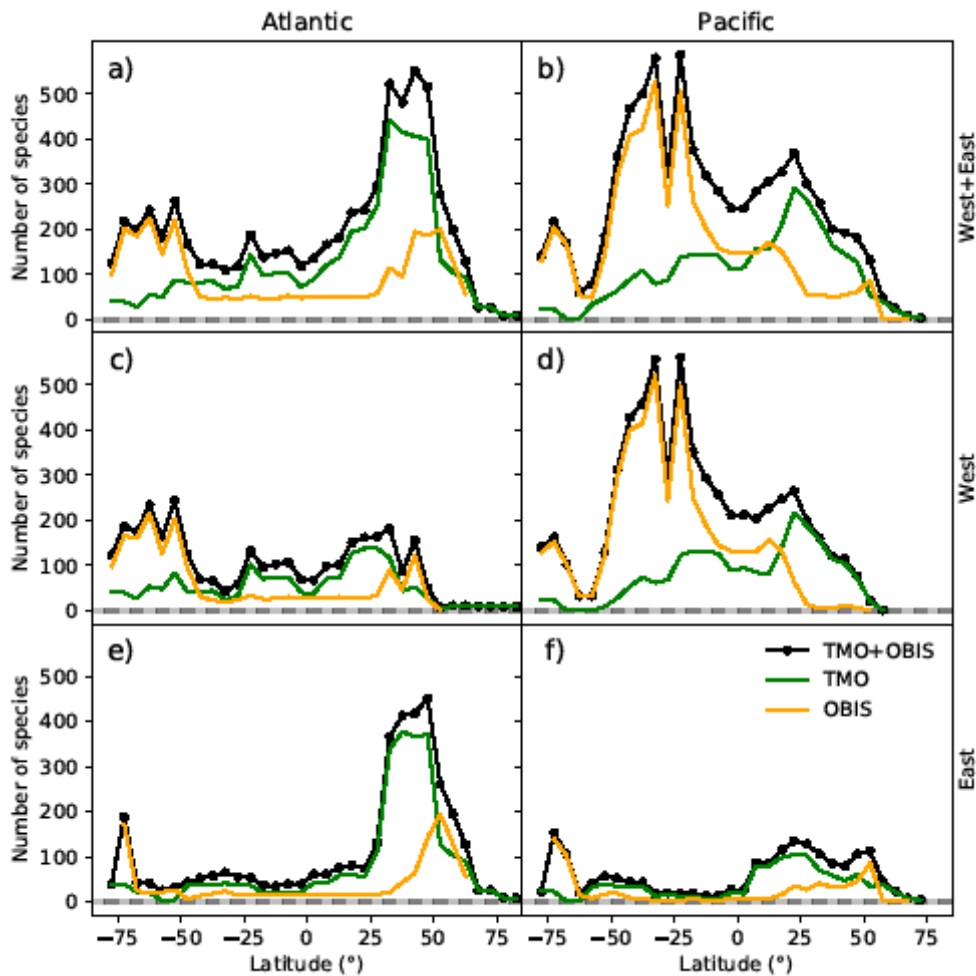 Atlantic
Pacific
a)
b)
Number of species
500
400
300
200
100
0
West+East
c)
d)
Number of species
500
400
300
200
100
0
West
e)
f)
Number of species
500
400
300
200
100
0
East
TMO+OBIS
TMO
OBIS
−75 −50 −25 0 25 50 75
−75 −50 −25 0 25 50 75
Latitude (°)
Latitude (°)